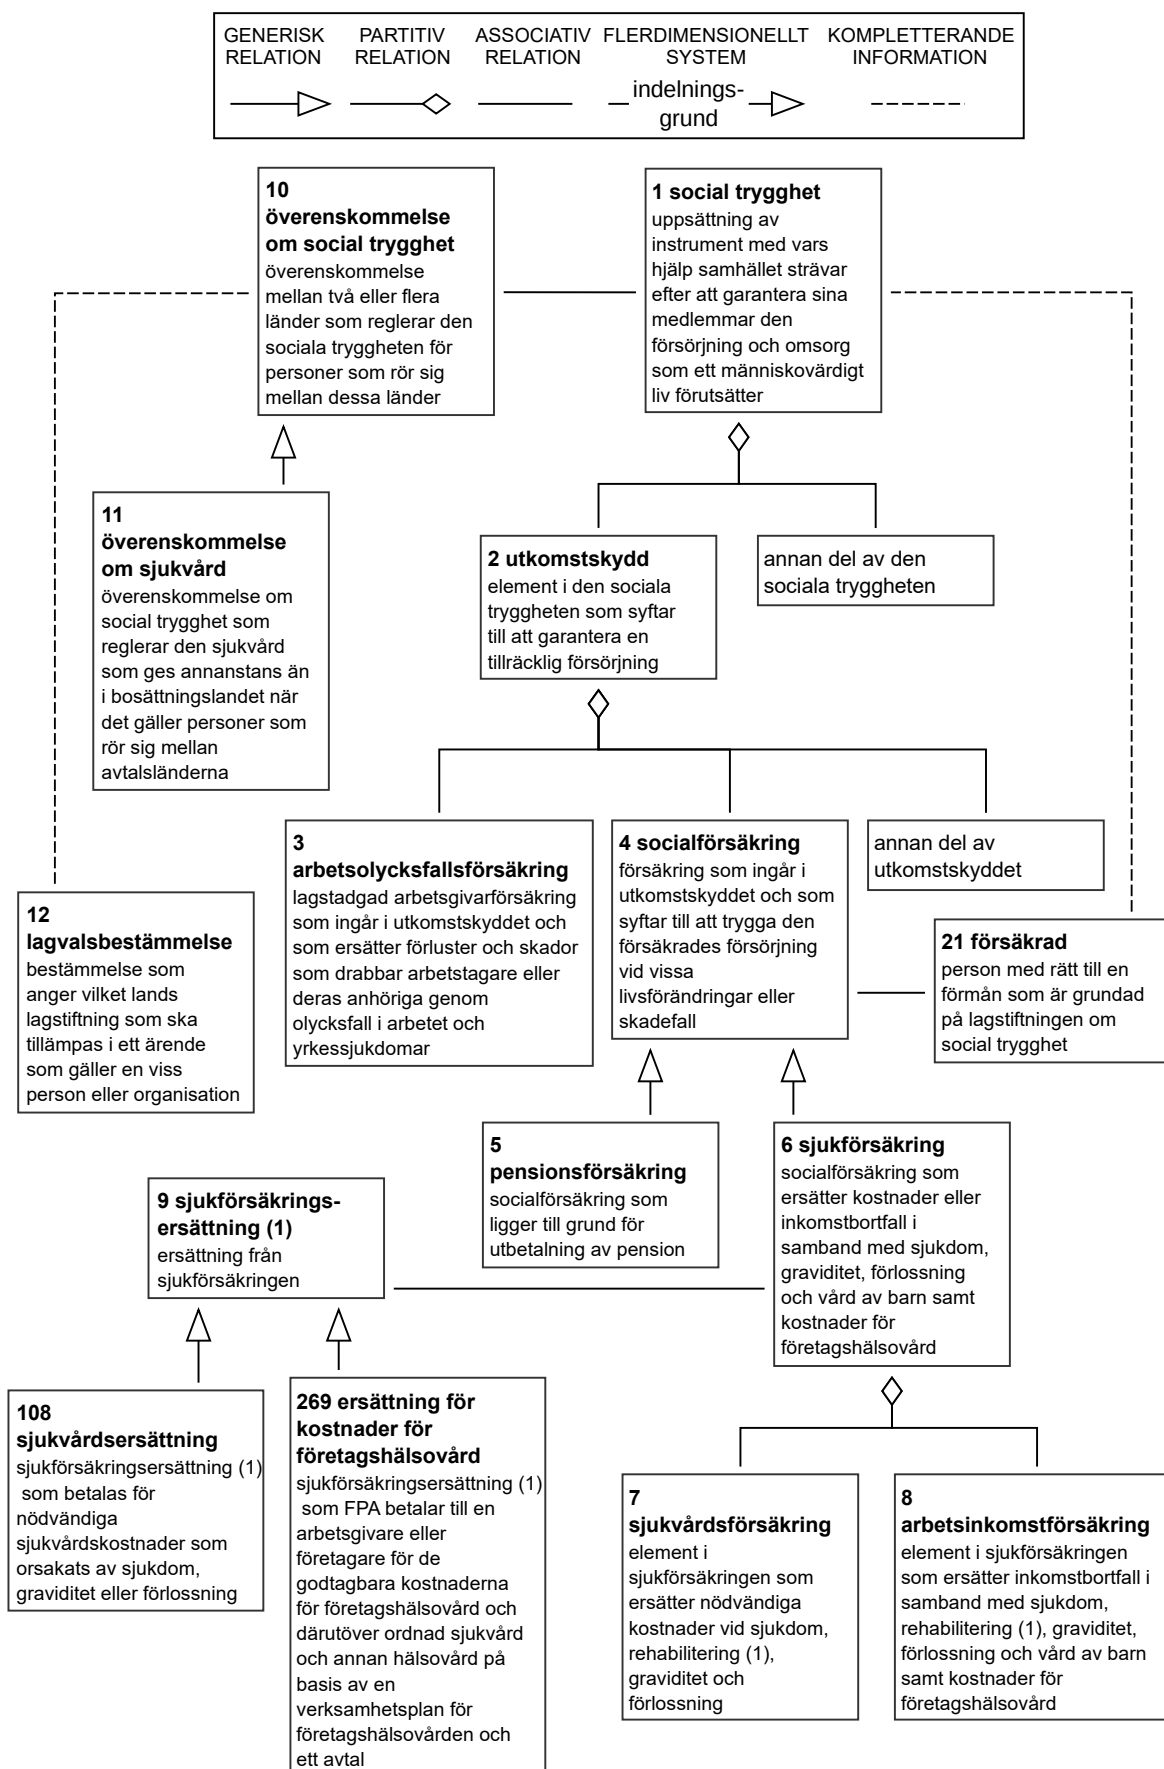 GENERISK
RELATION
PARTITIV
RELATION
ASSOCIATIV
RELATION
FLERDIMENSIONELLT
SYSTEM
KOMPLETTERANDE
INFORMATION
indelnings-
grund
10
överenskommelse
om social trygghet
överenskommelse
mellan två eller flera
länder som reglerar den
sociala tryggheten för
personer som rör sig
mellan dessa länder
1 social trygghet
uppsättning av
instrument med vars
hjälp samhället strävar
efter att garantera sina
medlemmar den
försörjning och omsorg
som ett människovärdigt
liv förutsätter
11
överenskommelse
om sjukvård
överenskommelse om
social trygghet som
reglerar den sjukvård
som ges annanstans än
i bosättningslandet när
det gäller personer som
rör sig mellan
avtalsländerna
2 utkomstskydd
element i den sociala
tryggheten som syftar
till att garantera en
tillräcklig försörjning
annan del av den
sociala tryggheten
3
arbetsolycksfallsförsäkring
lagstadgad arbetsgivarförsäkring
som ingår i utkomstskyddet och
som ersätter förluster och skador
som drabbar arbetstagare eller
deras anhöriga genom
olycksfall i arbetet och
yrkessjukdomar
4 socialförsäkring
försäkring som ingår i
utkomstskyddet och som
syftar till att trygga den
försäkrades försörjning
vid vissa
livsförändringar eller
skadefall
annan del av
utkomstskyddet
12
lagvalsbestämmelse
bestämmelse som
anger vilket lands
lagstiftning som ska
tillämpas i ett ärende
som gäller en viss
person eller organisation
21 försäkrad
person med rätt till en
förmån som är grundad
på lagstiftningen om
social trygghet
5
pensionsförsäkring
socialförsäkring som
ligger till grund för
utbetalning av pension
6 sjukförsäkring
socialförsäkring som
ersätter kostnader eller
inkomstbortfall i
samband med sjukdom,
graviditet, förlossning
och vård av barn samt
kostnader för
företagshälsovård
9 sjukförsäkrings-
ersättning (1)
ersättning från
sjukförsäkringen
108
sjukvårdsersättning
sjukförsäkringsersättning (1)
som betalas för
nödvändiga
sjukvårdskostnader som
orsakats av sjukdom,
graviditet eller förlossning
269 ersättning för
kostnader för
företagshälsovård
sjukförsäkringsersättning (1)
som FPA betalar till en
arbetsgivare eller
företagare för de
godtagbara kostnaderna
för företagshälsovård och
därutöver ordnad sjukvård
och annan hälsovård på
basis av en
verksamhetsplan för
företagshälsovården och
ett avtal
7
sjukvårdsförsäkring
element i
sjukförsäkringen som
ersätter nödvändiga
kostnader vid sjukdom,
rehabilitering (1),
graviditet och
förlossning
8
arbetsinkomstförsäkring
element i sjukförsäkringen
som ersätter inkomstbortfall i
samband med sjukdom,
rehabilitering (1), graviditet,
förlossning och vård av barn
samt kostnader för
företagshälsovård